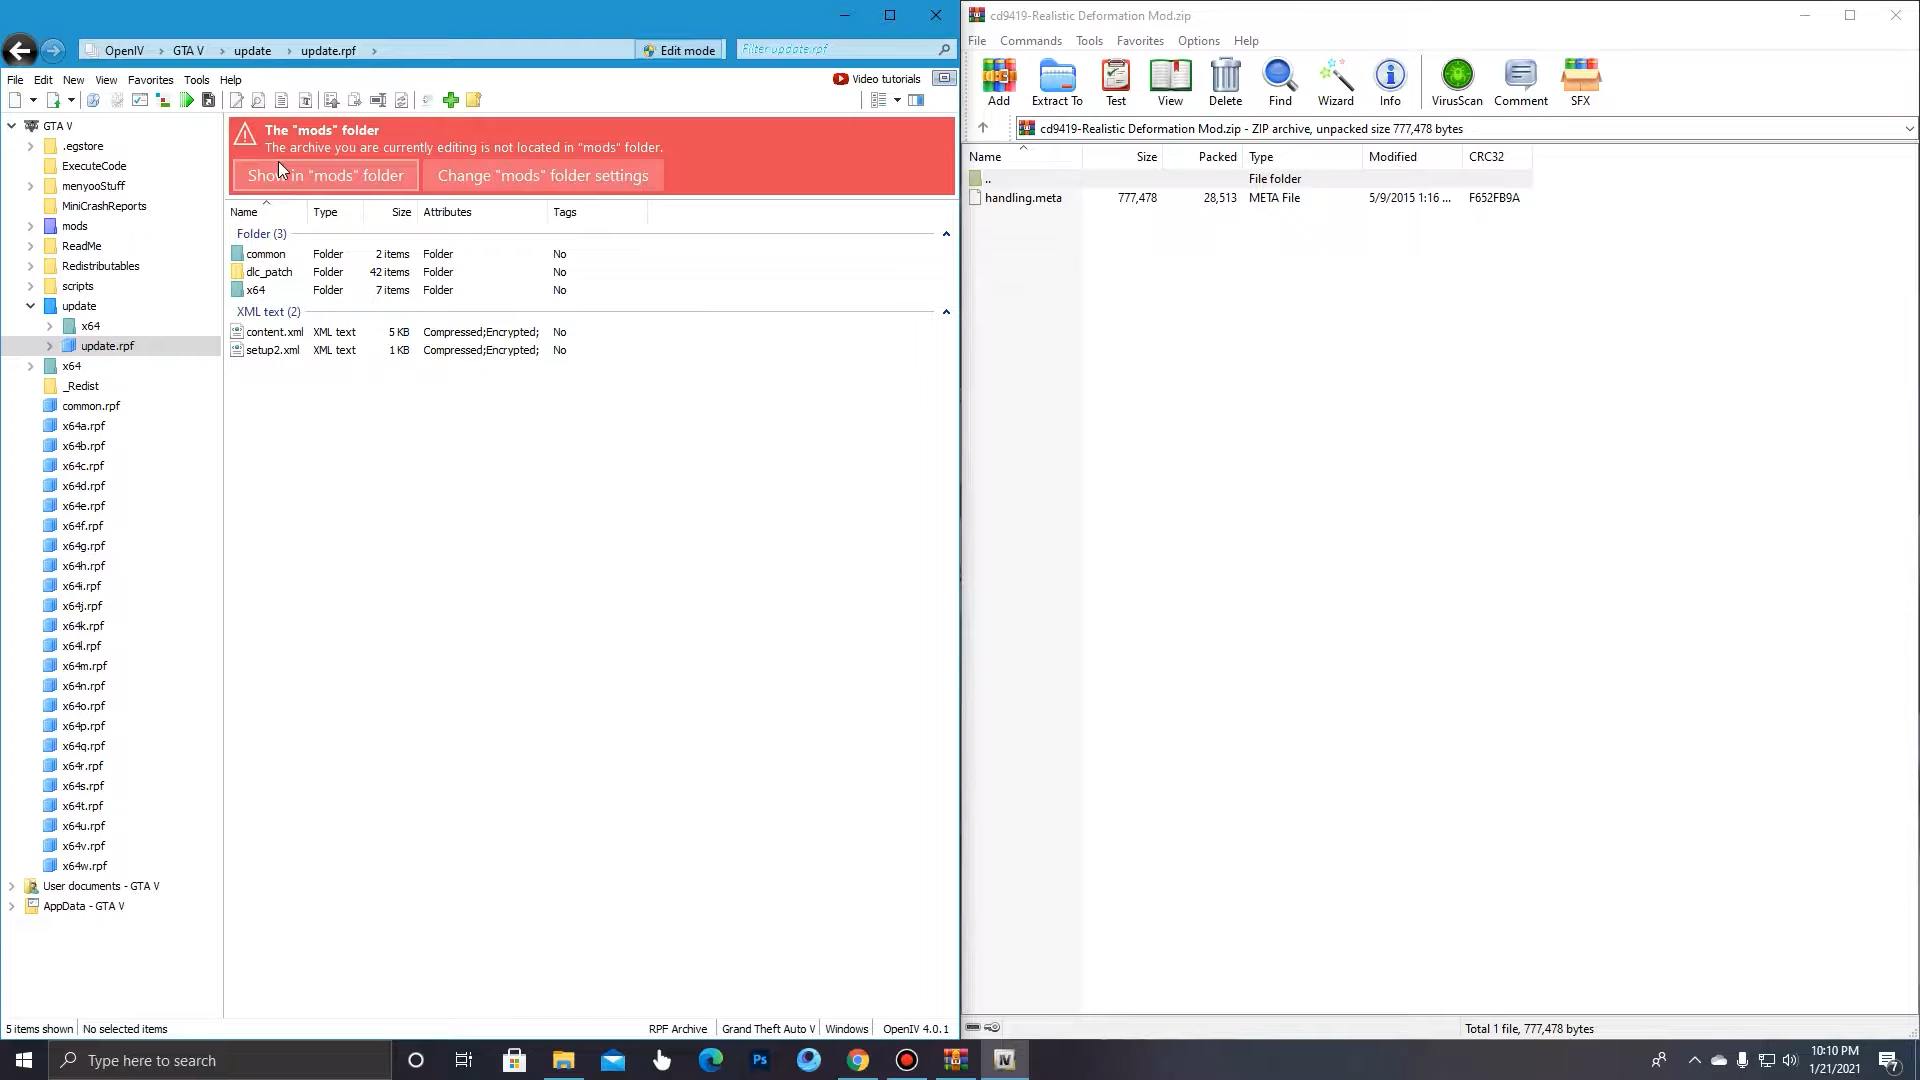 OpenIV
GTA V
update
update.rpf
Edit mode
Filter update.rpf
File Edit New View Favorites Tools Help
Video tutorials
GTA V
.egstore
ExecuteCode
menyooStuff
MiniCrashReports
mods
ReadMe
Redistributables
scripts
update
x64
update.rpf
x64
_Redist
common.rpf
x64a.rpf
x64b.rpf
x64c.rpf
x64d.rpf
x64e.rpf
x64f.rpf
x64g.rpf
x64h.rpf
x64i.rpf
x64j.rpf
x64k.rpf
x64l.rpf
x64m.rpf
x64n.rpf
x64o.rpf
x64p.rpf
x64q.rpf
x64r.rpf
x64s.rpf
x64t.rpf
x64u.rpf
x64v.rpf
x64w.rpf
User documents - GTA V
AppData - GTA V
The "mods" folder
The archive you are currently editing is not located in "mods" folder.
Show in "mods" folder
Change "mods" folder settings
Name Type Size Attributes Tags
Folder (3)
common Folder 2 items Folder No
dlc_patch Folder 42 items Folder No
x64 Folder 7 items Folder No
XML text (2)
content.xml XML text 5 KB Compressed;Encrypted; No
setup2.xml XML text 1 KB Compressed;Encrypted; No
5 items shown No selected items RPF Archive Grand Theft Auto V Windows OpenIV 4.0.1
cd9419-Realistic Deformation Mod.zip
File Commands Tools Favorites Options Help
Add Extract To Test View Delete Find Wizard Info VirusScan Comment SFX
cd9419-Realistic Deformation Mod.zip - ZIP archive, unpacked size 777,478 bytes
Name Size Packed Type Modified CRC32
.. File folder
handling.meta 777,478 28,513 META File 5/9/2015 1:16 ... F652FB9A
Total 1 file, 777,478 bytes
Type here to search
Ps
IV
10:10 PM
1/21/2021
7